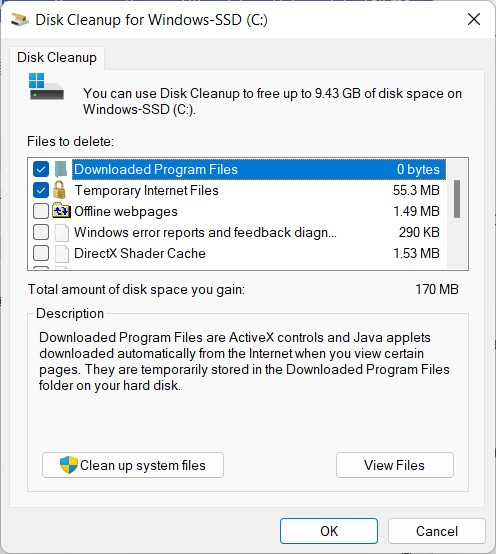 Disk Cleanup for Windows-SSD (C:)
Disk Cleanup
You can use Disk Cleanup to free up to 9.43 GB of disk space on
Windows-SSD (C:).
Files to delete:
Downloaded Program Files 0 bytes
Temporary Internet Files 55.3 MB
Offline webpages 1.49 MB
Windows error reports and feedback diagn... 290 KB
DirectX Shader Cache 1.53 MB
Total amount of disk space you gain: 170 MB
Description
Downloaded Program Files are ActiveX controls and Java applets
downloaded automatically from the Internet when you view certain
pages. They are temporarily stored in the Downloaded Program Files
folder on your hard disk.
Clean up system files View Files
OK Cancel